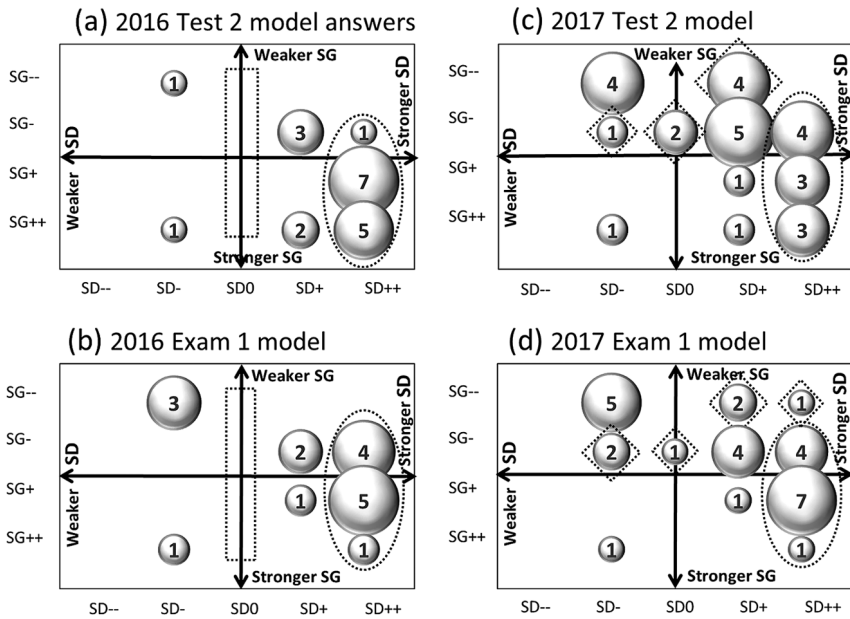 (a) 2016 Test 2 model answers
Weaker SG
Stronger SD
SG--
SG-
SG+
SG++
1
3
1
7
1
2
5
Weaker SD
Stronger SG
SD-- SD- SD0 SD+ SD++
(c) 2017 Test 2 model
Weaker SG
Stronger SD
SG--
SG-
SG+
SG++
4
4
1
2
5
4
1
3
1
1
3
Weaker SD
Stronger SG
SD-- SD- SD0 SD+ SD++
(b) 2016 Exam 1 model
Weaker SG
Stronger SD
SG--
SG-
SG+
SG++
3
2
4
1
5
1
1
Weaker SD
Stronger SG
SD-- SD- SD0 SD+ SD++
(d) 2017 Exam 1 model
Weaker SG
Stronger SD
SG--
SG-
SG+
SG++
5
2
1
2
1
4
4
1
7
1
1
Weaker SD
Stronger SG
SD-- SD- SD0 SD+ SD++